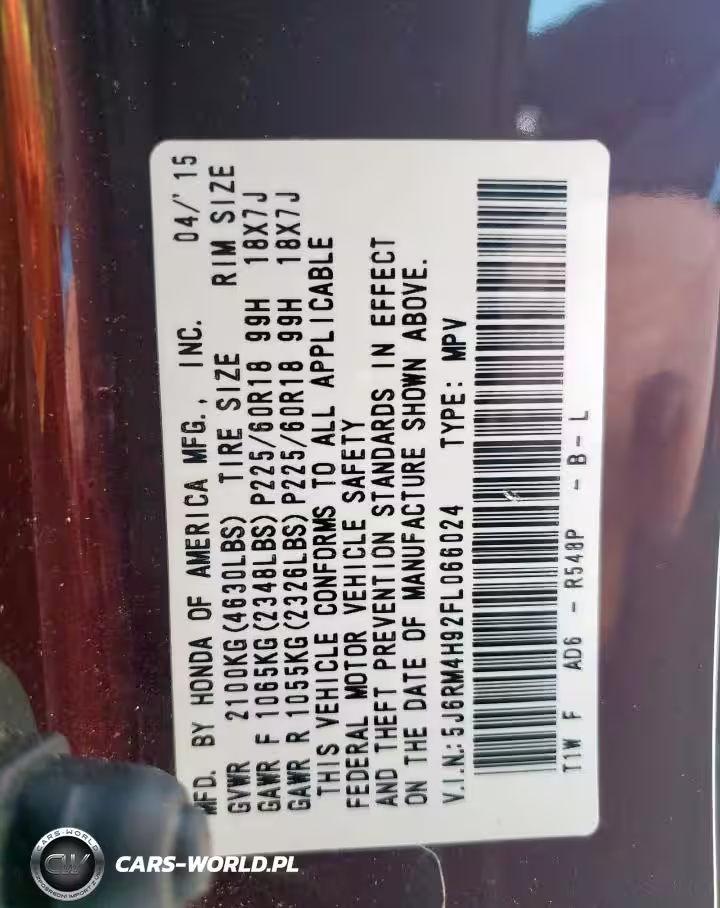 MFD. BY HONDA OF AMERICA MFG., INC. 04/'15
GVWR 2100KG(4630LBS) TIRE SIZE RIM SIZE
GAWR F 1065KG(2348LBS)P225/60R18 99H 18X7J
GAWR R 1055KG(2326LBS)P225/60R18 99H 18X7J
THIS VEHICLE CONFORMS TO ALL APPLICABLE
FEDERAL MOTOR VEHICLE SAFETY
AND THEFT PREVENTION STANDARDS IN EFFECT
ON THE DATE OF MANUFACTURE SHOWN ABOVE.
V.I.N.:5J6RM4H92FL066024 TYPE: MPV
T1W F AD6 - R548P - B - L
CARS-WORLD
CW
CARS-WORLD.PL